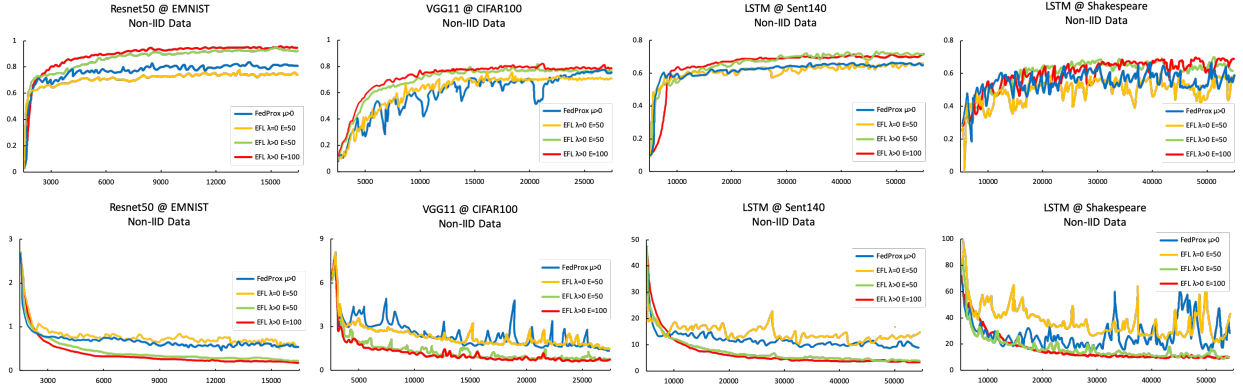 Resnet50 @ EMNIST
Non-IID Data
1
0.8
0.6
0.4
0.2
0
3000
6000
9000
12000
15000
FedProx μ>0
EFL λ=0 E=50
EFL λ>0 E=50
EFL λ>0 E=100
VGG11 @ CIFAR100
Non-IID Data
1
0.8
0.6
0.4
0.2
0
5000
10000
15000
20000
25000
FedProx μ>0
EFL λ=0 E=50
EFL λ>0 E=50
EFL λ>0 E=100
LSTM @ Sent140
Non-IID Data
0.8
0.6
0.4
0.2
0
10000
20000
30000
40000
50000
FedProx μ>0
EFL λ=0 E=50
EFL λ>0 E=50
EFL λ>0 E=100
LSTM @ Shakespeare
Non-IID Data
0.8
0.6
0.4
0.2
0
10000
20000
30000
40000
50000
FedProx μ>0
EFL λ=0 E=50
EFL λ>0 E=50
EFL λ>0 E=100
Resnet50 @ EMNIST
Non-IID Data
3
2
1
0
3000
6000
9000
12000
15000
FedProx μ>0
EFL λ=0 E=50
EFL λ>0 E=50
EFL λ>0 E=100
VGG11 @ CIFAR100
Non-IID Data
9
6
3
0
5000
10000
15000
20000
25000
FedProx μ>0
EFL λ=0 E=50
EFL λ>0 E=50
EFL λ>0 E=100
LSTM @ Sent140
Non-IID Data
50
40
30
20
10
0
10000
20000
30000
40000
50000
FedProx μ>0
EFL λ=0 E=50
EFL λ>0 E=50
EFL λ>0 E=100
LSTM @ Shakespeare
Non-IID Data
100
80
60
40
20
0
10000
20000
30000
40000
50000
FedProx μ>0
EFL λ=0 E=50
EFL λ>0 E=50
EFL λ>0 E=100